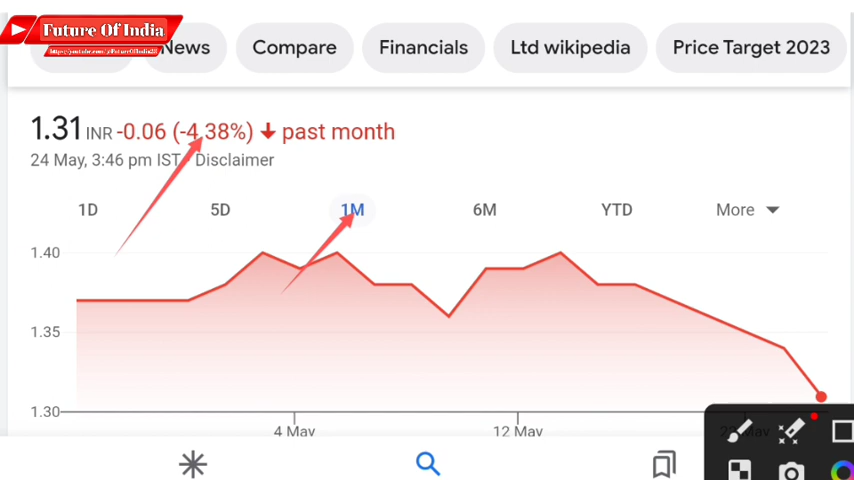 Future Of India
News
Compare
Financials
Ltd wikipedia
Price Target 2023
1.31 INR -0.06 (-4.38%) past month
24 May, 3:46 pm IST · Disclaimer
1D
5D
1M
6M
YTD
More
1.40
1.35
1.30
4 May
12 May
May